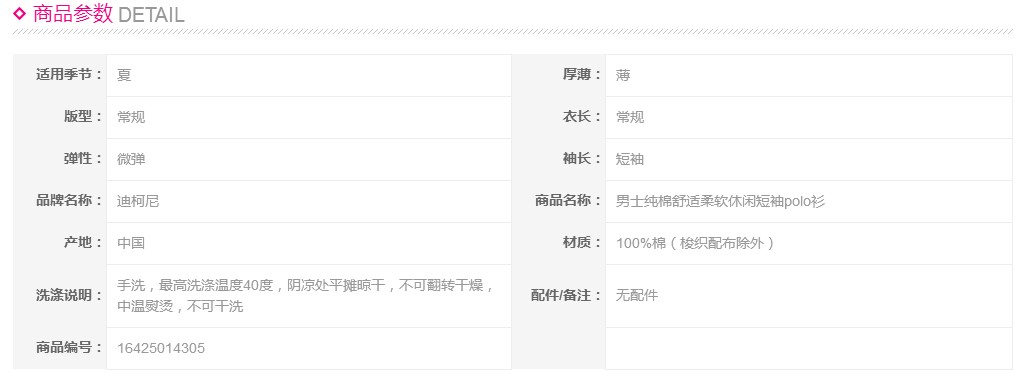 商品参数 DETAIL
适用季节： 夏 厚薄： 薄
版型： 常规 衣长： 常规
弹性： 微弹 袖长： 短袖
品牌名称： 迪柯尼 商品名称： 男士纯棉舒适柔软休闲短袖polo衫
产地： 中国 材质： 100%棉（梭织配布除外）
洗涤说明： 手洗，最高洗涤温度40度，阴凉处平摊晾干，不可翻转干燥，
中温熨烫，不可干洗
配件/备注： 无配件
商品编号： 16425014305